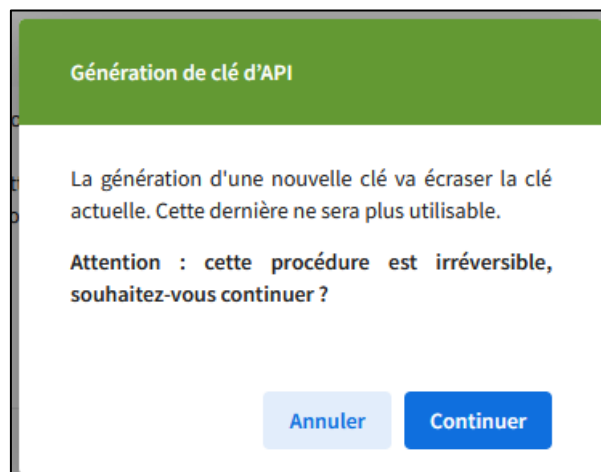 Génération de clé d’API
La génération d'une nouvelle clé va écraser la clé
actuelle. Cette dernière ne sera plus utilisable.
Attention : cette procédure est irréversible,
souhaitez-vous continuer ?
Annuler Continuer